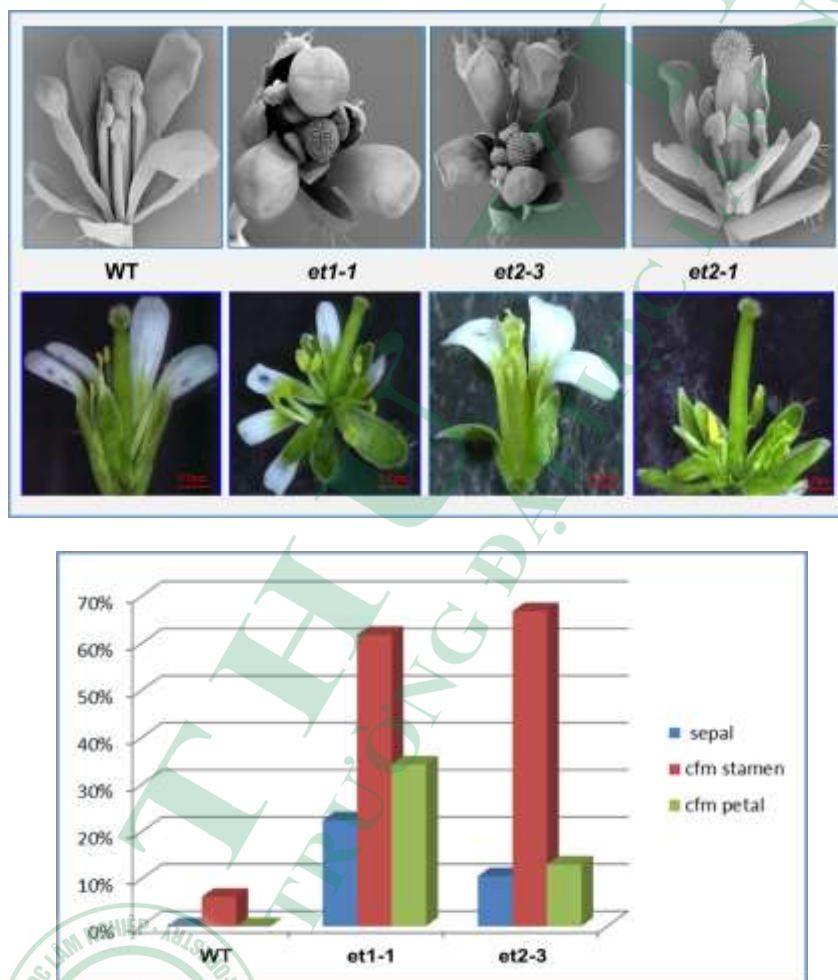 WT et1-1 et2-3 et2-1
70%
60%
50%
40%
30%
20%
10%
0%
WT et1-1 et2-3
sepal
cfm stamen
cfm petal